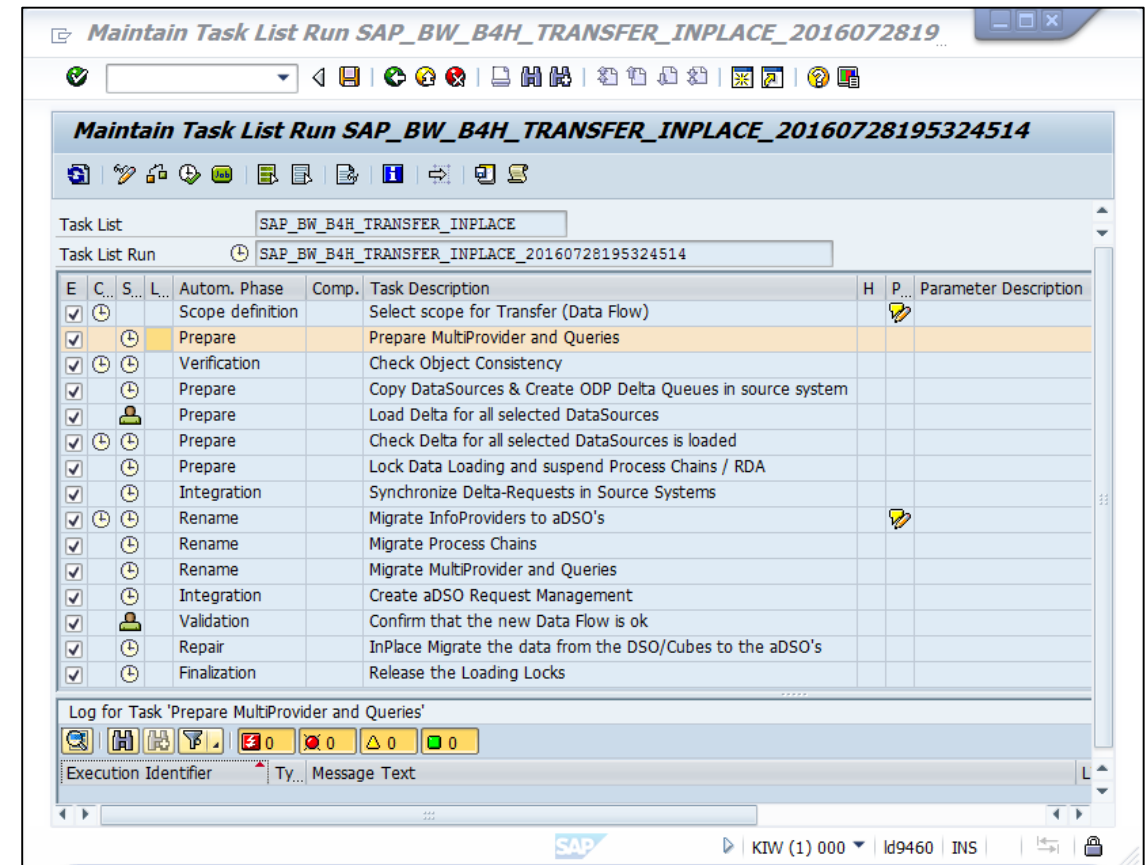 Maintain Task List Run SAP_BW_B4H_TRANSFER_INPLACE_2016072819...
Maintain Task List Run SAP_BW_B4H_TRANSFER_INPLACE_20160728195324514
Job
Task List SAP_BW_B4H_TRANSFER_INPLACE
Task List Run SAP_BW_B4H_TRANSFER_INPLACE_20160728195324514
E C... S... L... Autom. Phase Comp. Task Description H P... Parameter Description
Scope definition Select scope for Transfer (Data Flow)
Prepare Prepare MultiProvider and Queries
Verification Check Object Consistency
Prepare Copy DataSources & Create ODP Delta Queues in source system
Prepare Load Delta for all selected DataSources
Prepare Check Delta for all selected DataSources is loaded
Prepare Lock Data Loading and suspend Process Chains / RDA
Integration Synchronize Delta-Requests in Source Systems
Rename Migrate InfoProviders to aDSO's
Rename Migrate Process Chains
Rename Migrate MultiProvider and Queries
Integration Create aDSO Request Management
Validation Confirm that the new Data Flow is ok
Repair InPlace Migrate the data from the DSO/Cubes to the aDSO's
Finalization Release the Loading Locks
Log for Task 'Prepare MultiProvider and Queries'
0 0 0 0
Execution Identifier Ty... Message Text L
SAP KIW (1) 000 ld9460 INS